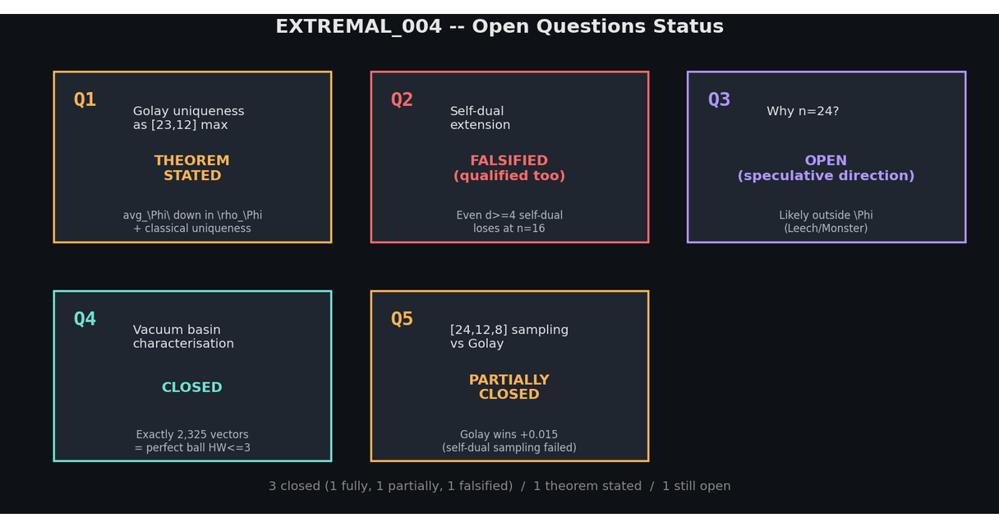 EXTREMAL_004 -- Open Questions Status
Q1
Golay uniqueness
as [23,12] max
THEOREM
STATED
avg_\Phi\ down in \rho_\Phi
+ classical uniqueness
Q2
Self-dual
extension
FALSIFIED
(qualified too)
Even d>=4 self-dual
loses at n=16
Q3
Why n=24?
OPEN
(speculative direction)
Likely outside \Phi
(Leech/Monster)
Q4
Vacuum basin
characterisation
CLOSED
Exactly 2,325 vectors
= perfect ball HW<=3
Q5
[24,12,8] sampling
vs Golay
PARTIALLY
CLOSED
Golay wins +0.015
(self-dual sampling failed)
3 closed (1 fully, 1 partially, 1 falsified)  /  1 theorem stated  /  1 still open